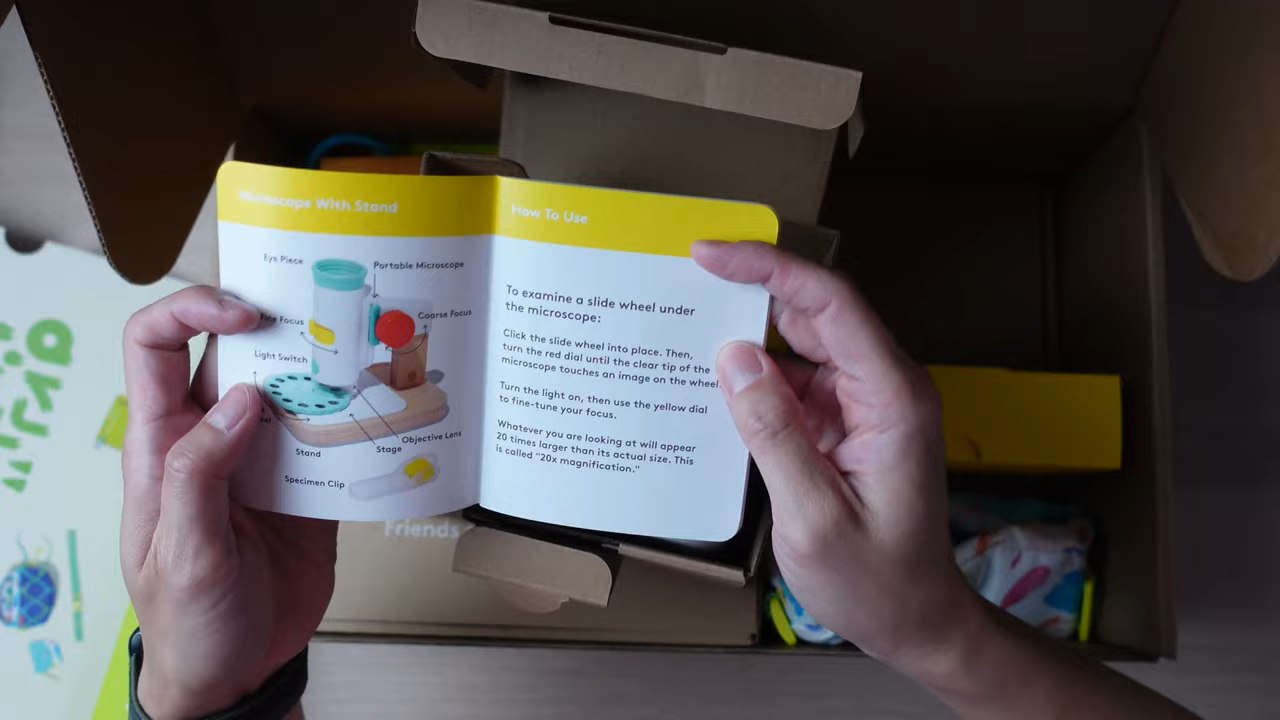 Microscope With Stand
Eye Piece
Portable Microscope
Focus
Coarse Focus
Light Switch
Objective Lens
Stage
Stand
Specimen Clip
How To Use
To examine a slide wheel under
the microscope:
Click the slide wheel into place. Then,
turn the red dial until the clear tip of the
microscope touches an image on the wheel
Turn the light on, then use the yellow dial
to fine-tune your focus.
Whatever you are looking at will appear
20 times larger than its actual size. This
is called "20x magnification."
Friends